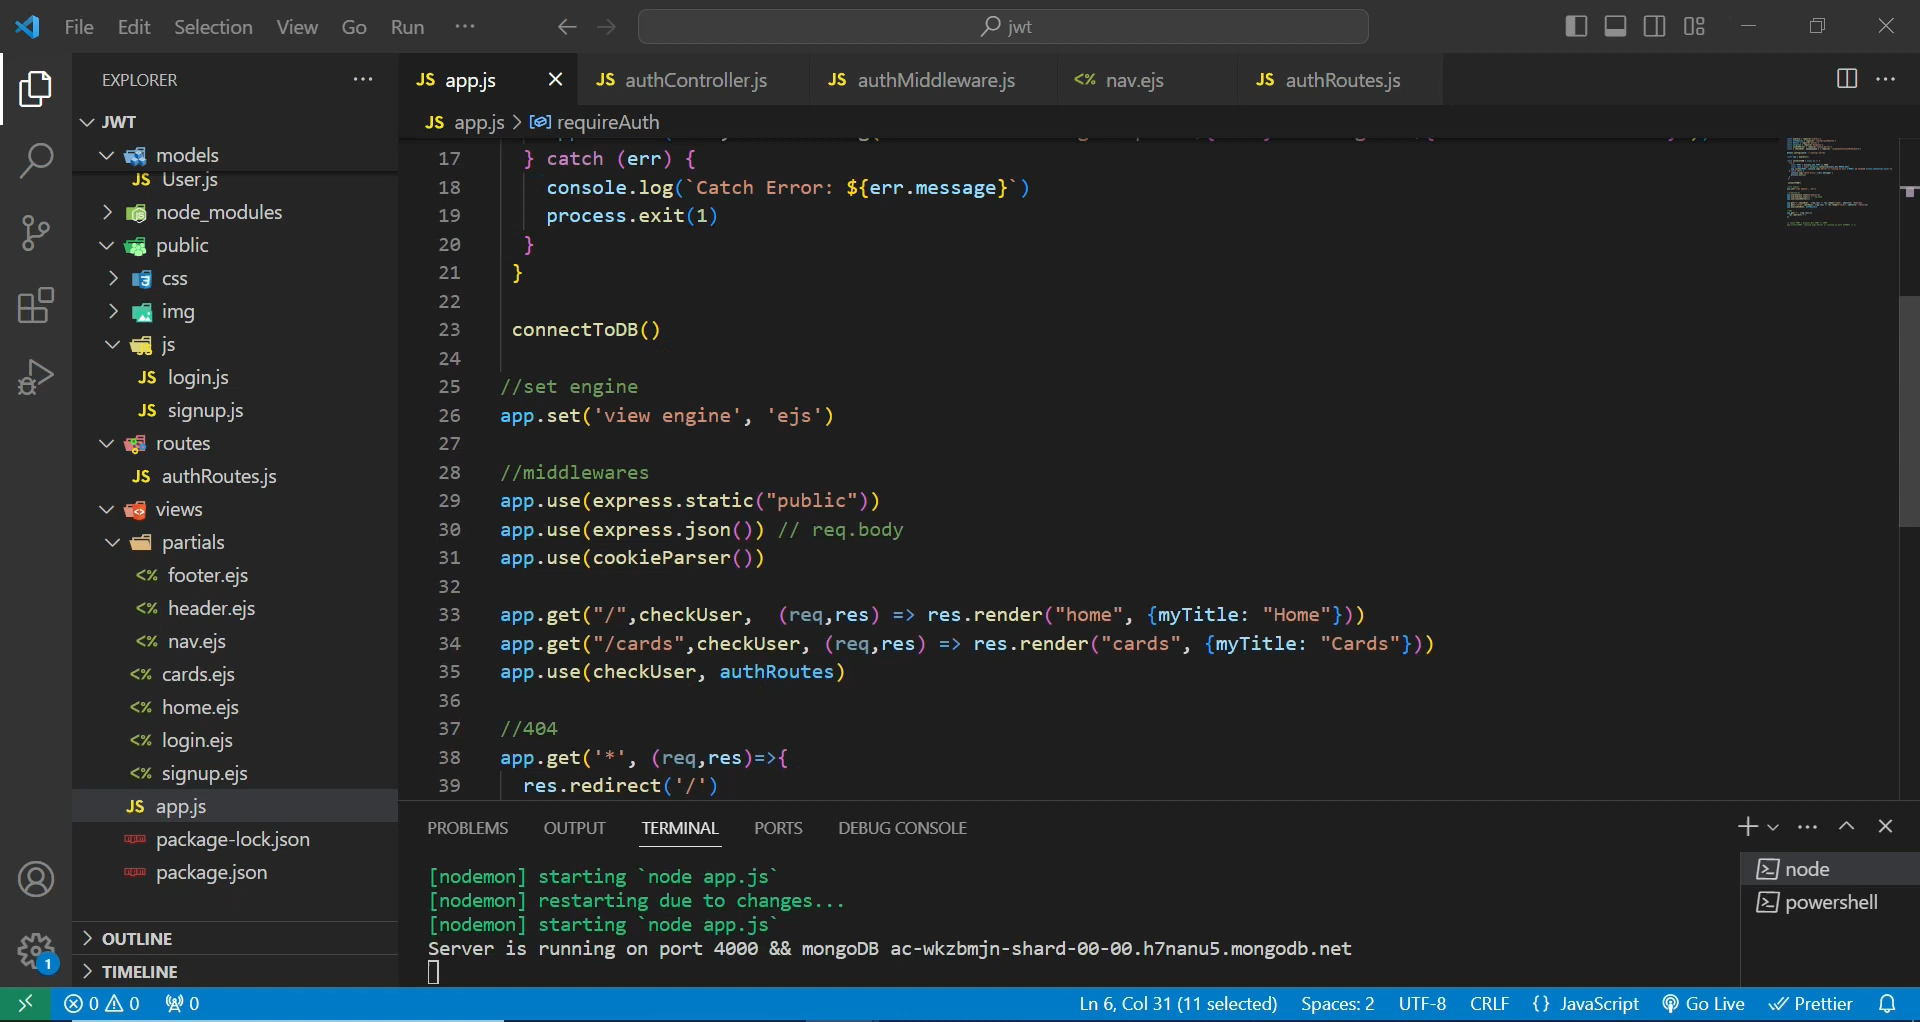 File Edit Selection View Go Run ··· jwt
EXPLORER ···
JWT
models
JS User.js
node_modules
public
css
img
js
JS login.js
JS signup.js
routes
JS authRoutes.js
views
partials
<% footer.ejs
<% header.ejs
<% nav.ejs
<% cards.ejs
<% home.ejs
<% login.ejs
<% signup.ejs
JS app.js
package-lock.json
package.json
OUTLINE
TIMELINE
JS app.js JS authController.js JS authMiddleware.js <% nav.ejs JS authRoutes.js
JS app.js > requireAuth
17 } catch (err) {
18 console.log(`Catch Error: ${err.message}`)
19 process.exit(1)
20 }
21 }
22
23 connectToDB()
24
25 //set engine
26 app.set('view engine', 'ejs')
27
28 //middlewares
29 app.use(express.static("public"))
30 app.use(express.json()) // req.body
31 app.use(cookieParser())
32
33 app.get("/",checkUser, (req,res) => res.render("home", {myTitle: "Home"}))
34 app.get("/cards",checkUser, (req,res) => res.render("cards", {myTitle: "Cards"}))
35 app.use(checkUser, authRoutes)
36
37 //404
38 app.get('*', (req,res)=>{
39 res.redirect('/')
PROBLEMS OUTPUT TERMINAL PORTS DEBUG CONSOLE
[nodemon] starting `node app.js`
[nodemon] restarting due to changes...
[nodemon] starting `node app.js`
Server is running on port 4000 && mongoDB ac-wkzbmjn-shard-00-00.h7nanu5.mongodb.net
node
powershell
1
0 0 0 Ln 6, Col 31 (11 selected) Spaces: 2 UTF-8 CRLF {} JavaScript Go Live Prettier